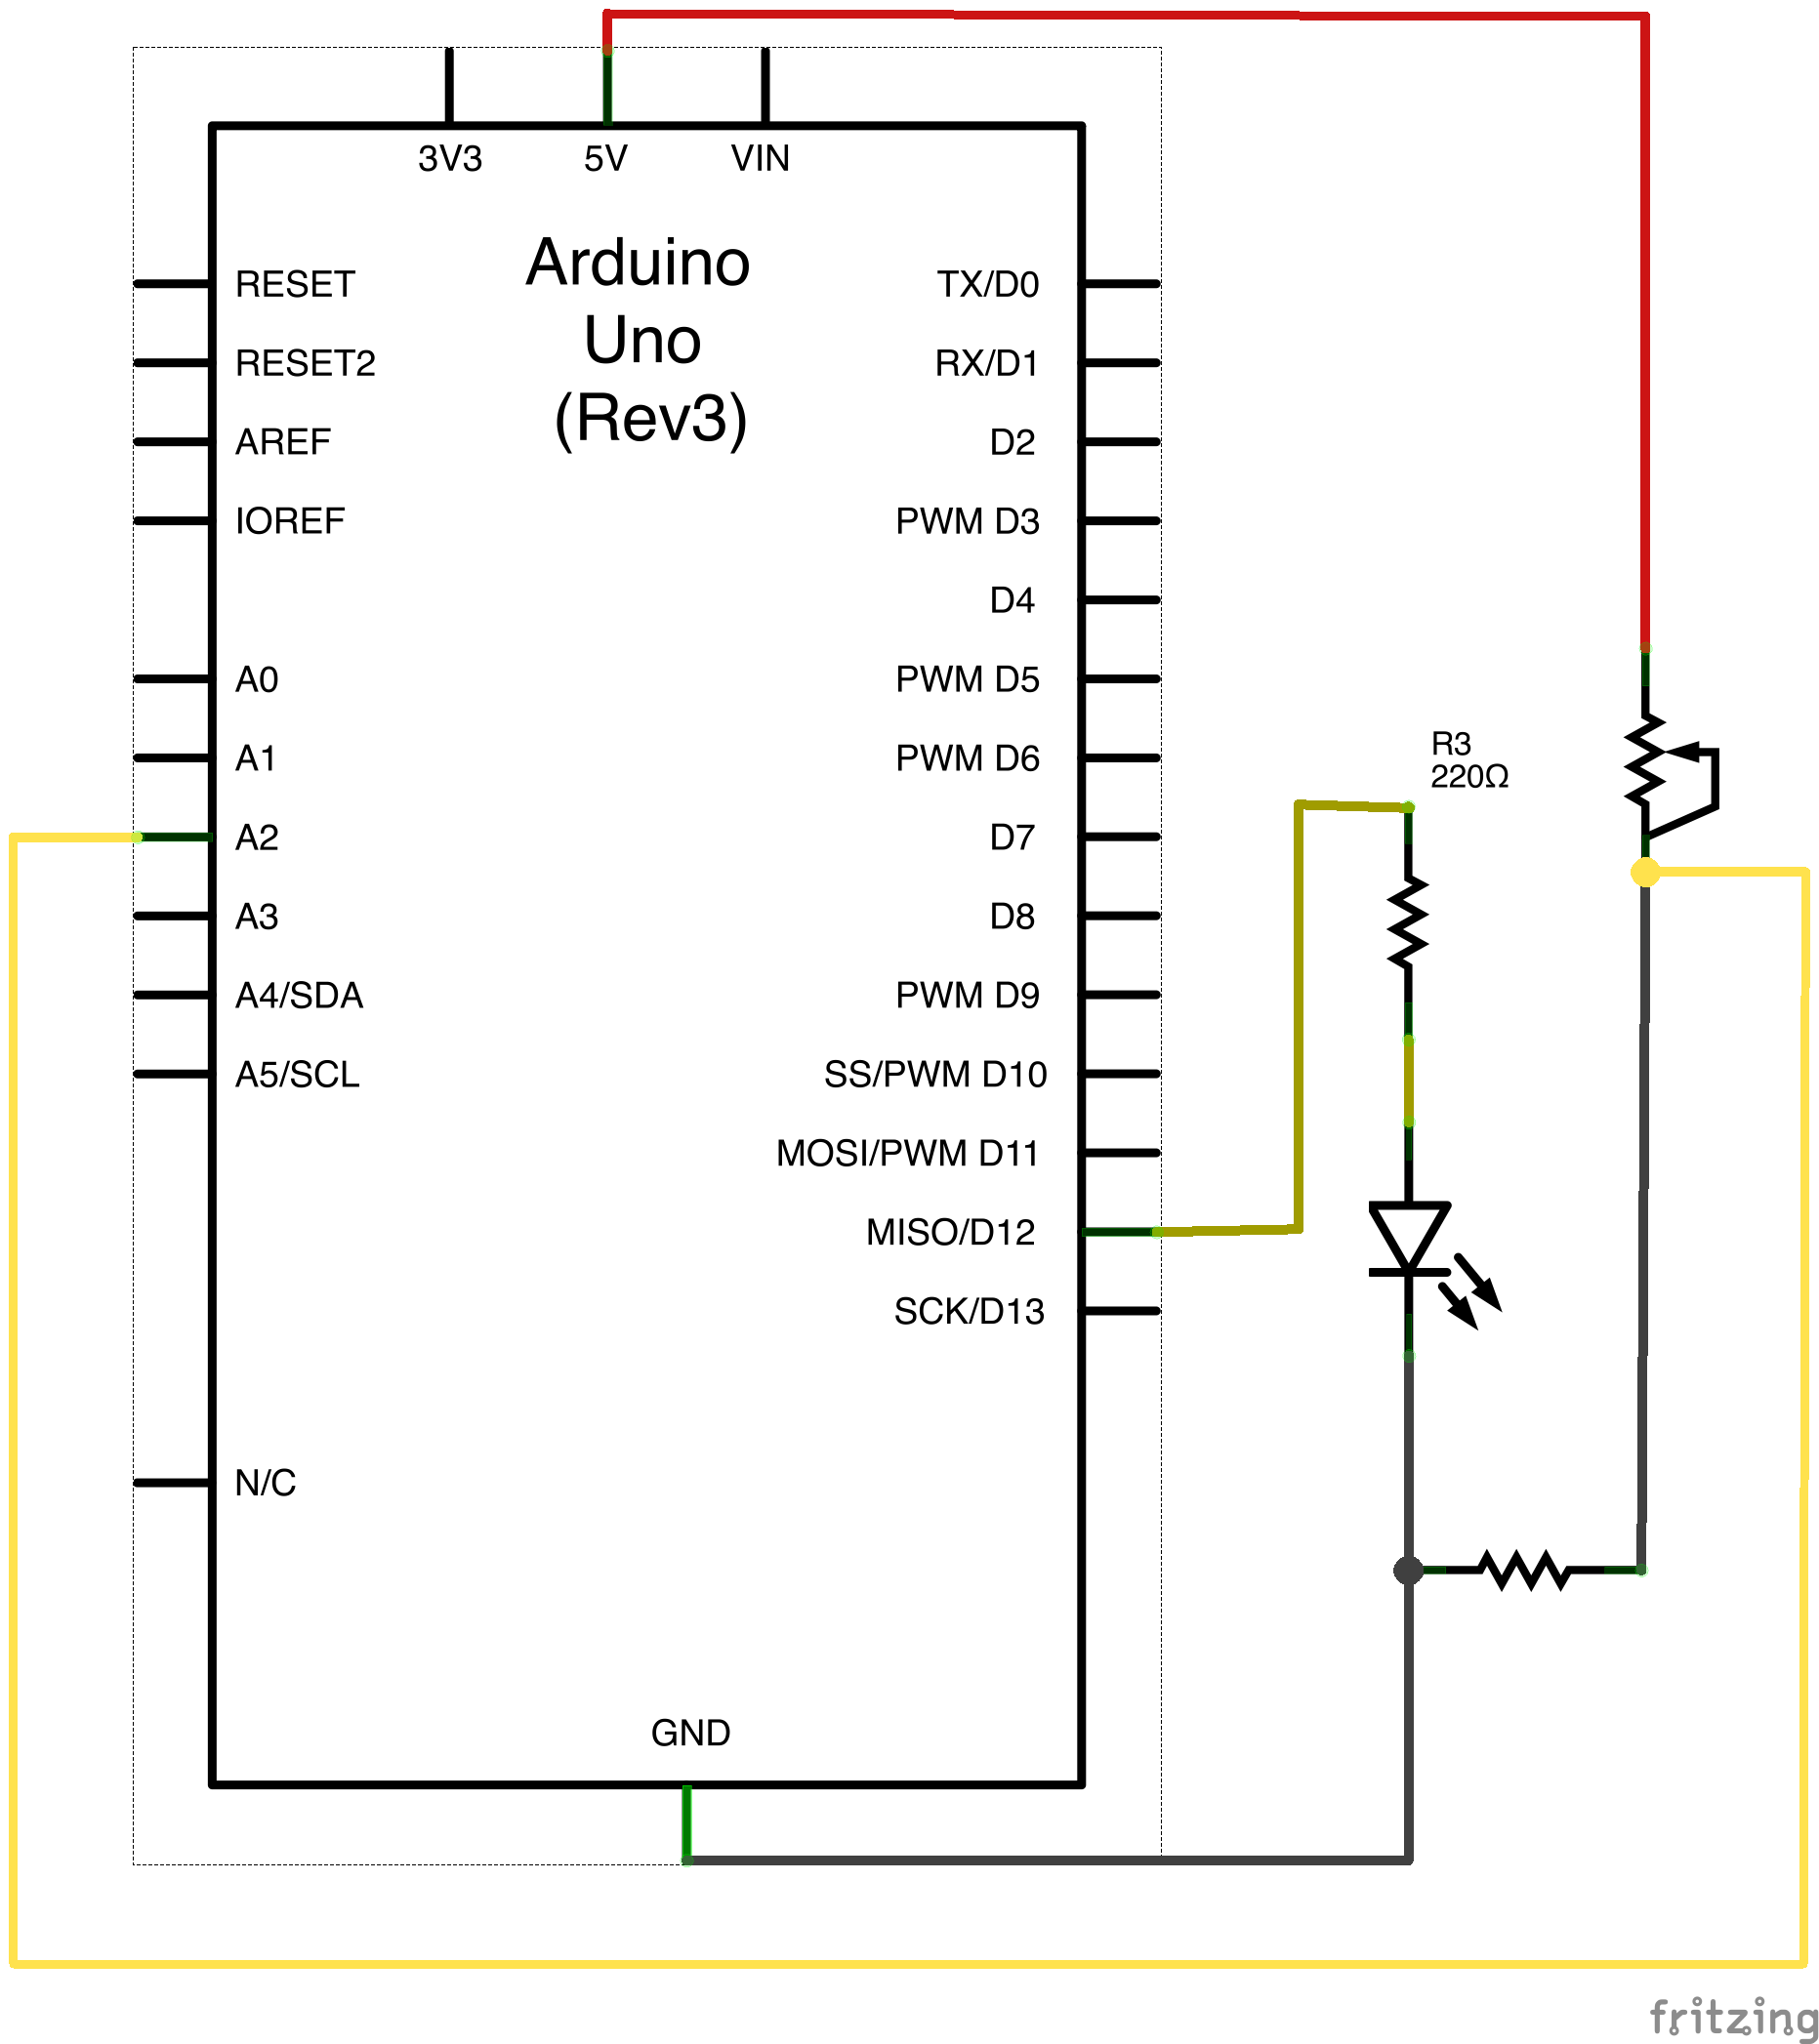 3V3
5V
VIN
Arduino
Uno
(Rev3)
RESET
RESET2
AREF
IOREF
A0
A1
A2
A3
A4/SDA
A5/SCL
N/C
TX/D0
RX/D1
D2
PWM D3
D4
PWM D5
PWM D6
D7
D8
PWM D9
SS/PWM D10
MOSI/PWM D11
MISO/D12
SCK/D13
GND
R3
220Ω
fritzing